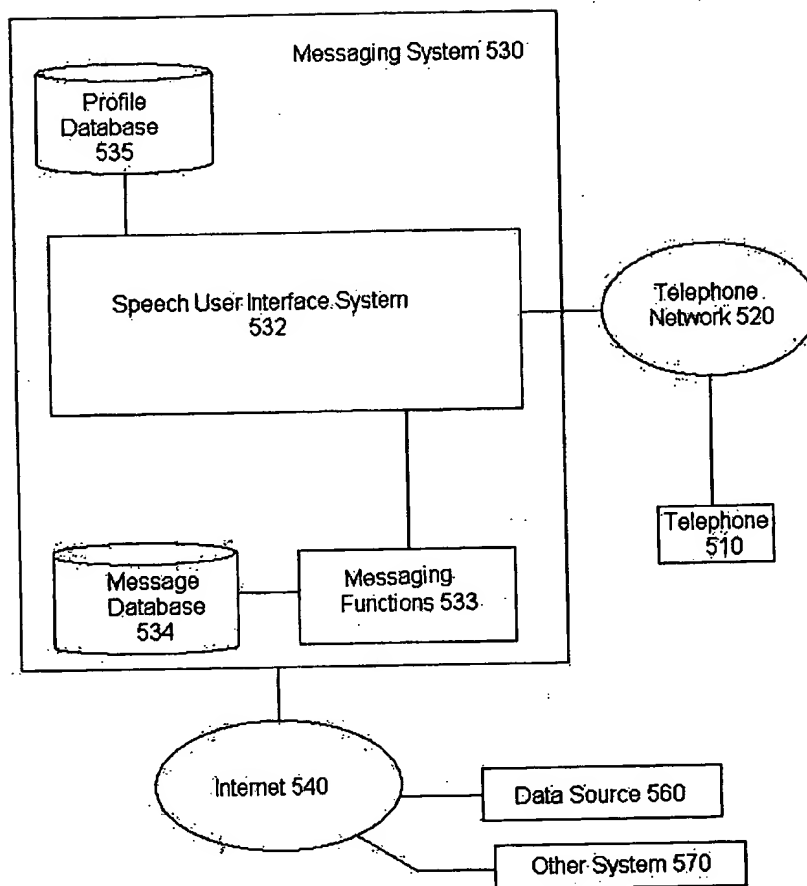 Messaging System 530
Profile
Database
535
Speech User Interface System
532
Telephone
Network 520
Telephone
510
Message
Database
534
Messaging
Functions 533
Internet 540
Data Source 560
Other System 570